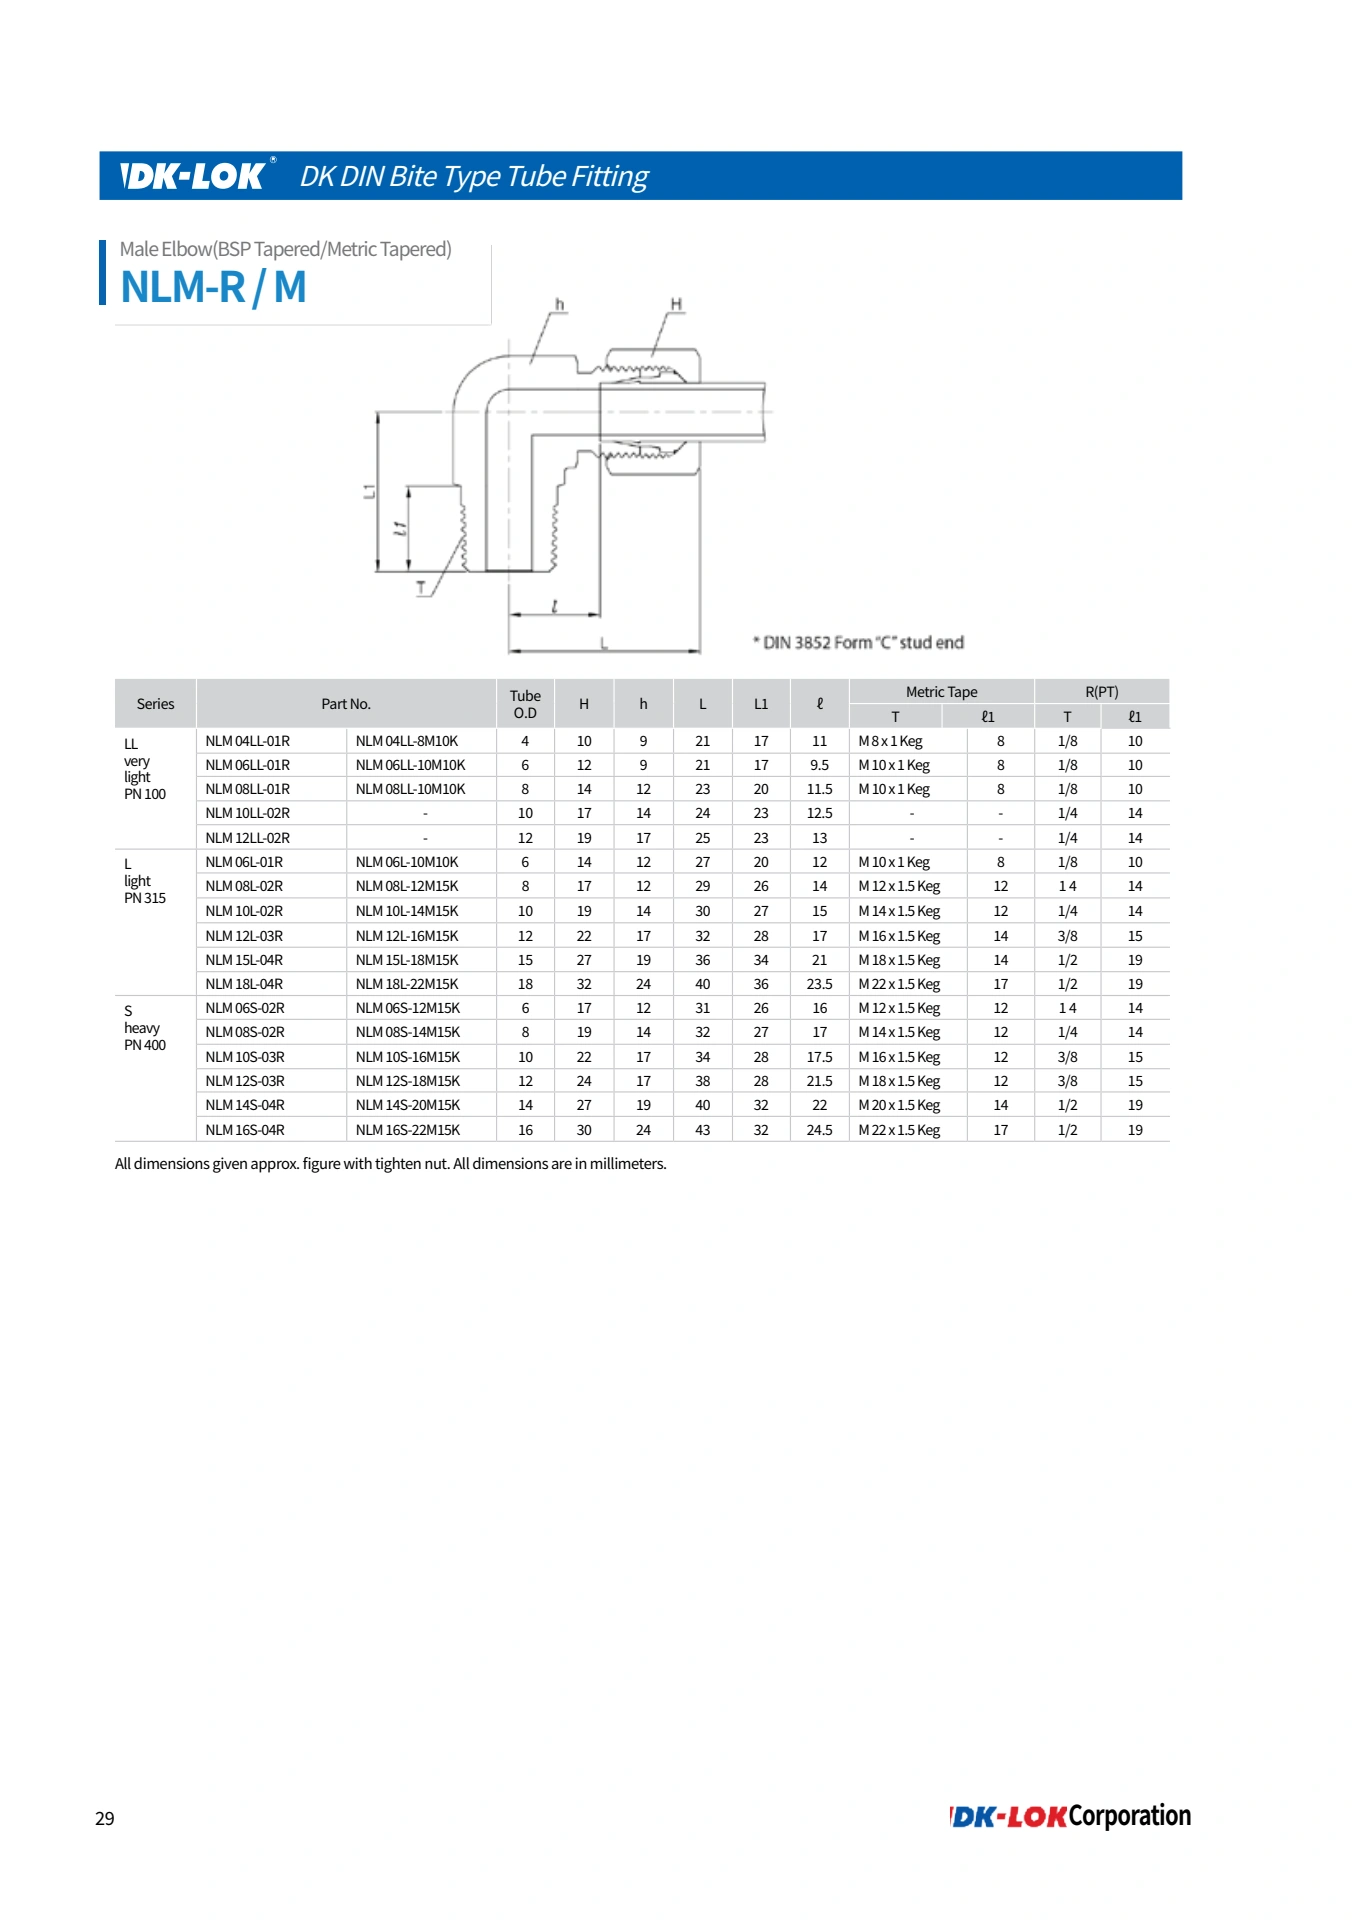 DK-LOK® DK DIN Bite Type Tube Fitting
Male Elbow(BSP Tapered/Metric Tapered)
NLM-R / M
h H
L1
ℓ1
T
ℓ
L
* DIN 3852 Form "C" stud end
Series Part No. Tube O.D H h L L1 ℓ Metric Tape R(PT)
T ℓ1 T ℓ1
LL very light PN 100
NLM 04LL-01R NLM 04LL-8M10K 4 10 9 21 17 11 M 8 x 1 Keg 8 1/8 10
NLM 06LL-01R NLM 06LL-10M10K 6 12 9 21 17 9.5 M 10 x 1 Keg 8 1/8 10
NLM 08LL-01R NLM 08LL-10M10K 8 14 12 23 20 11.5 M 10 x 1 Keg 8 1/8 10
NLM 10LL-02R - 10 17 14 24 23 12.5 - - 1/4 14
NLM 12LL-02R - 12 19 17 25 23 13 - - 1/4 14
L light PN 315
NLM 06L-01R NLM 06L-10M10K 6 14 12 27 20 12 M 10 x 1 Keg 8 1/8 10
NLM 08L-02R NLM 08L-12M15K 8 17 12 29 26 14 M 12 x 1.5 Keg 12 1 4 14
NLM 10L-02R NLM 10L-14M15K 10 19 14 30 27 15 M 14 x 1.5 Keg 12 1/4 14
NLM 12L-03R NLM 12L-16M15K 12 22 17 32 28 17 M 16 x 1.5 Keg 14 3/8 15
NLM 15L-04R NLM 15L-18M15K 15 27 19 36 34 21 M 18 x 1.5 Keg 14 1/2 19
NLM 18L-04R NLM 18L-22M15K 18 32 24 40 36 23.5 M 22 x 1.5 Keg 17 1/2 19
S heavy PN 400
NLM 06S-02R NLM 06S-12M15K 6 17 12 31 26 16 M 12 x 1.5 Keg 12 1 4 14
NLM 08S-02R NLM 08S-14M15K 8 19 14 32 27 17 M 14 x 1.5 Keg 12 1/4 14
NLM 10S-03R NLM 10S-16M15K 10 22 17 34 28 17.5 M 16 x 1.5 Keg 12 3/8 15
NLM 12S-03R NLM 12S-18M15K 12 24 17 38 28 21.5 M 18 x 1.5 Keg 12 3/8 15
NLM 14S-04R NLM 14S-20M15K 14 27 19 40 32 22 M 20 x 1.5 Keg 14 1/2 19
NLM 16S-04R NLM 16S-22M15K 16 30 24 43 32 24.5 M 22 x 1.5 Keg 17 1/2 19
All dimensions given approx. figure with tighten nut. All dimensions are in millimeters.
29
DK-LOK Corporation